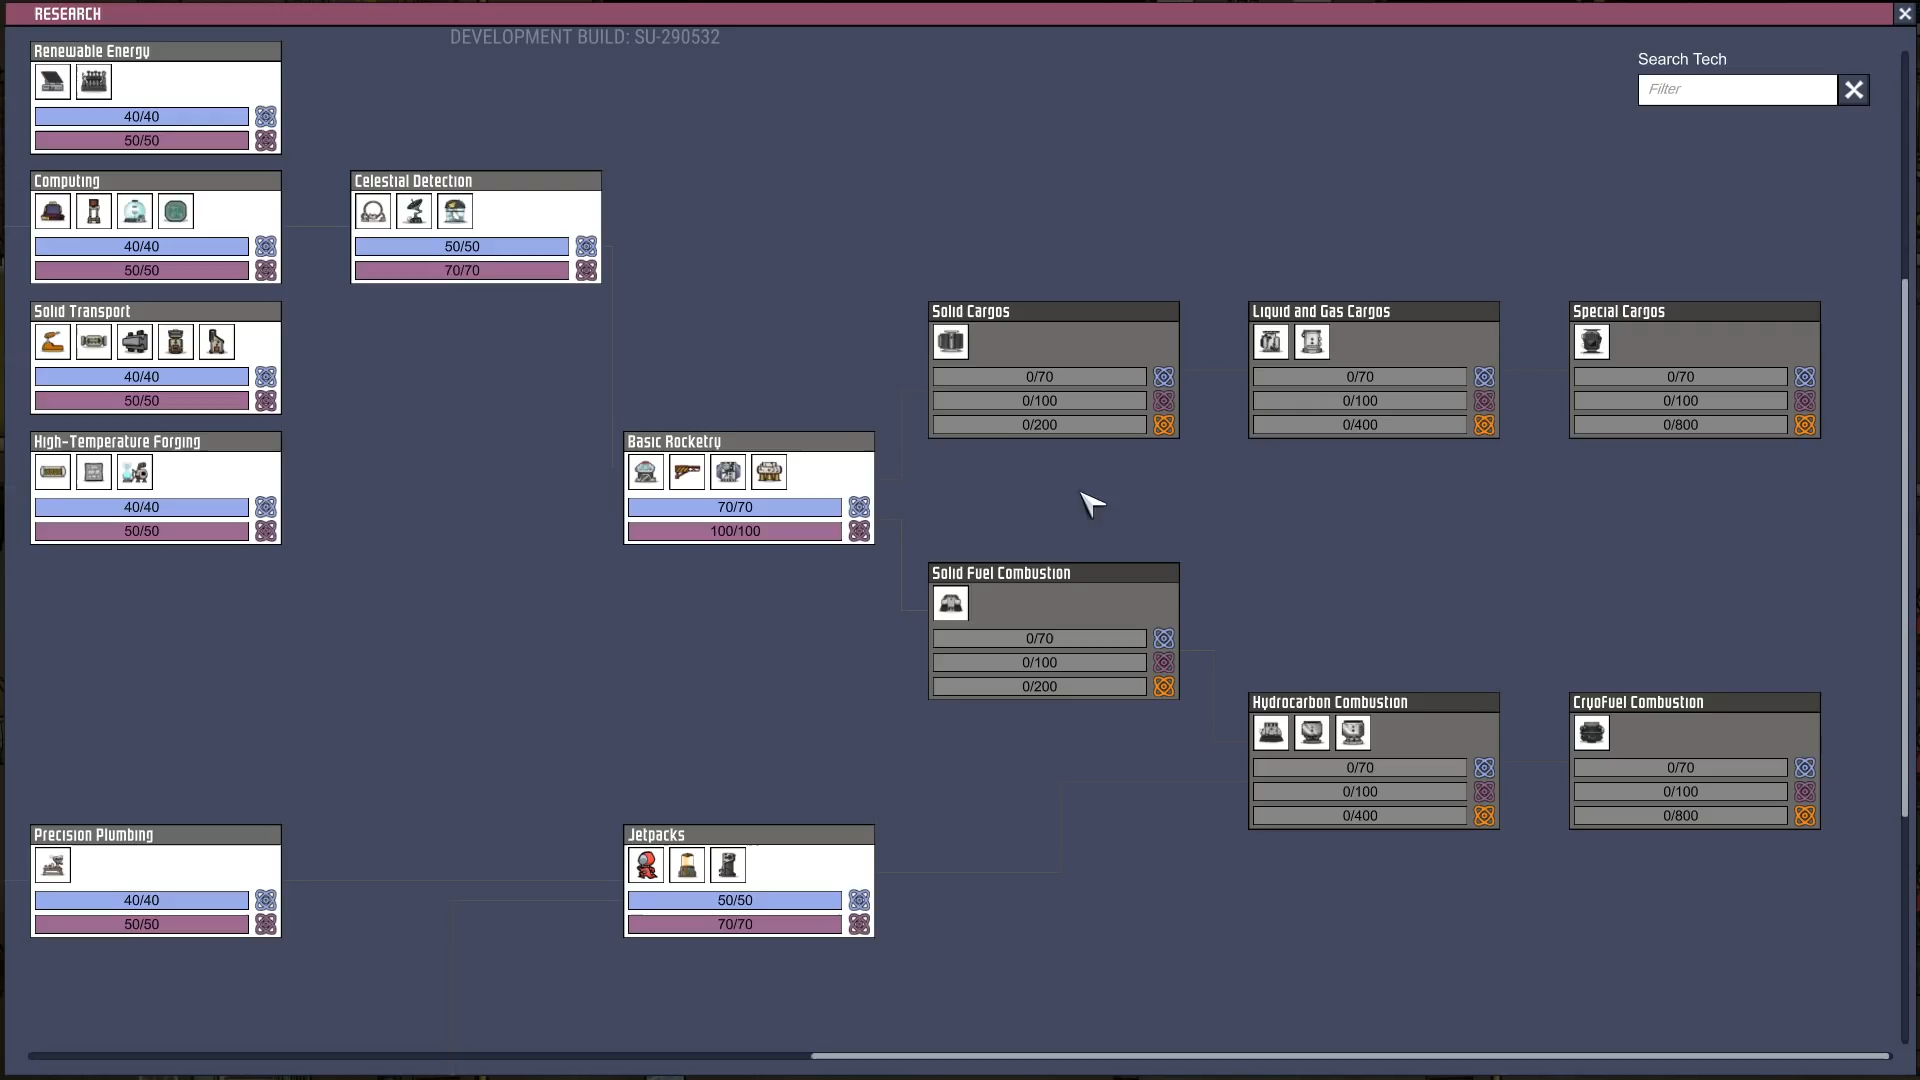 RESEARCH
DEVELOPMENT BUILD: SU-290532
Search Tech
Filter
Renewable Energy
40/40
50/50
Computing
40/40
50/50
Celestial Detection
50/50
70/70
Solid Transport
40/40
50/50
Solid Cargos
0/70
0/100
0/200
Liquid and Gas Cargos
0/70
0/100
0/400
Special Cargos
0/70
0/100
0/800
High-Temperature Forging
40/40
50/50
Basic Rocketry
70/70
100/100
Solid Fuel Combustion
0/70
0/100
0/200
Hydrocarbon Combustion
0/70
0/100
0/400
CryoFuel Combustion
0/70
0/100
0/800
Precision Plumbing
40/40
50/50
Jetpacks
50/50
70/70